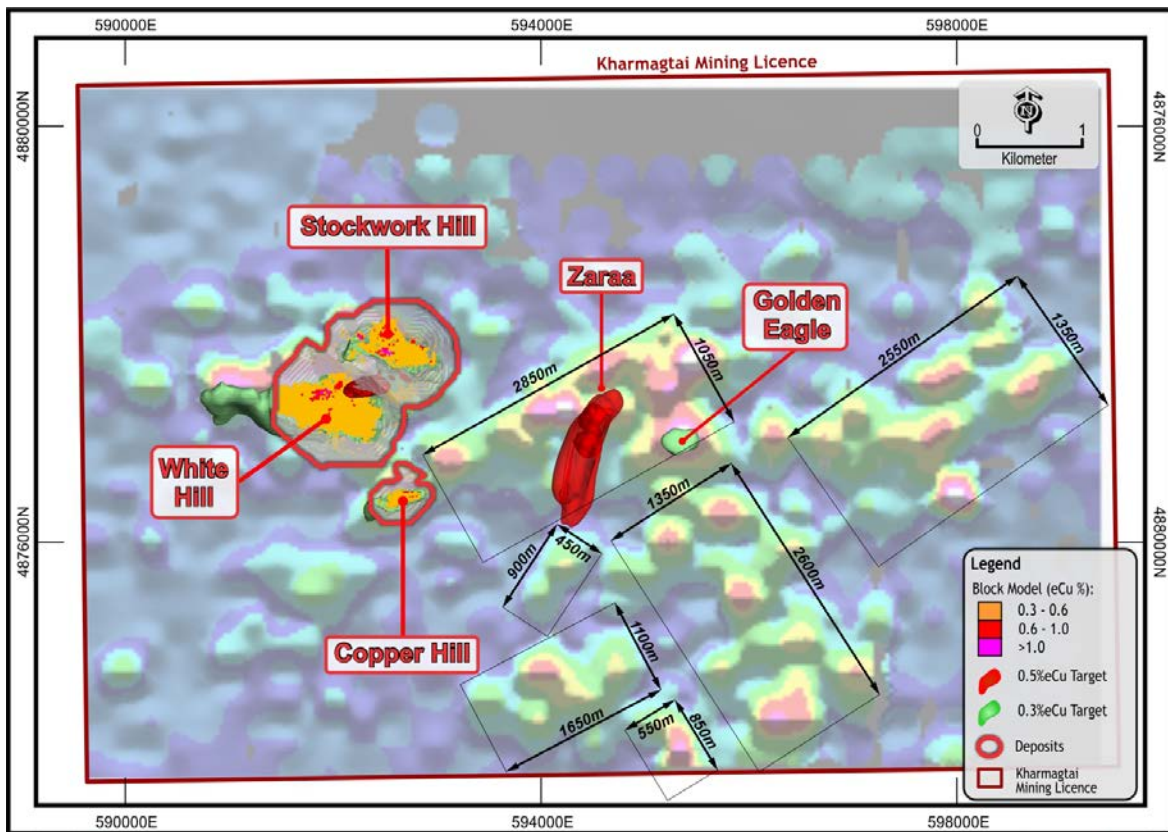 590000E
594000E
598000E
Kharmagtai Mining Licence
4880000N
4876000N
N
0
1
Kilometer
Stockwork Hill
Zaraa
Golden
Eagle
2850m
1050m
2550m
1350m
White
Hill
1350m
2600m
900m
450m
4876000N
4880000N
Copper Hill
1100m
1650m
550m
850m
Legend
Block Model (eCu %):
0.3 - 0.6
0.6 - 1.0
>1.0
0.5%eCu Target
0.3%eCu Target
Deposits
Kharmagtai
Mining Licence
590000E
594000E
598000E